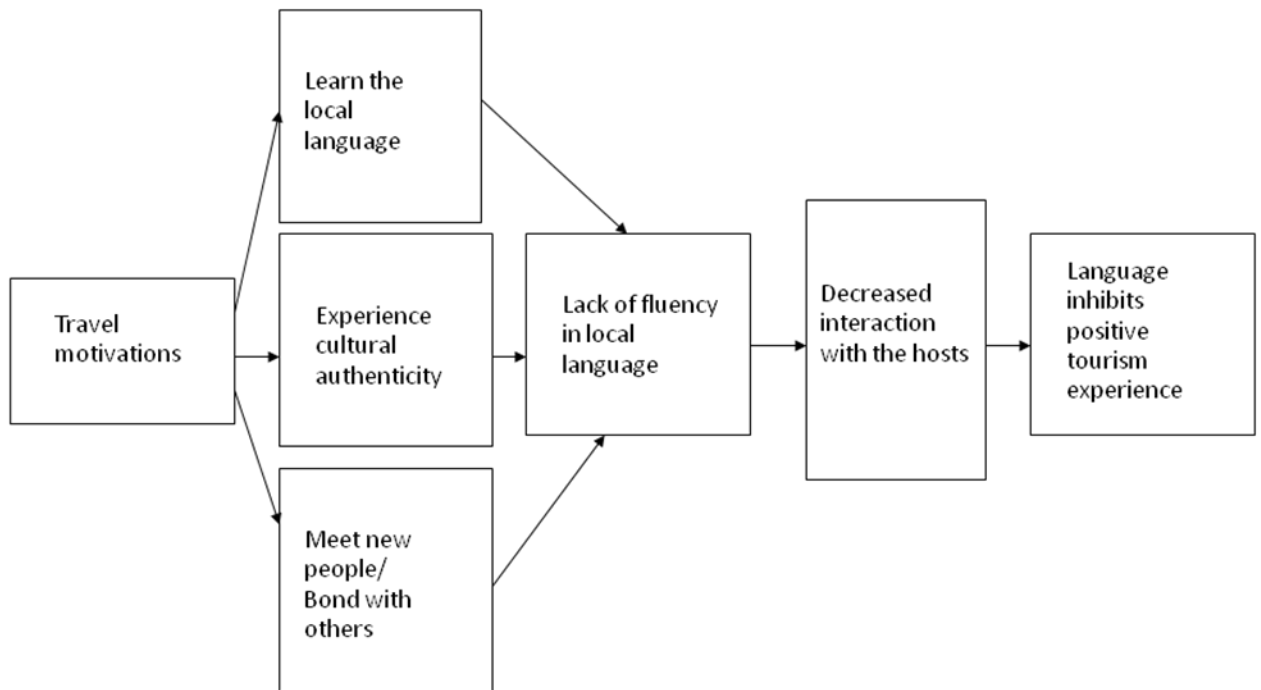 Travel
motivations
Learn the
local
language
Experience
cultural
authenticity
Meet new
people/
Bond with
others
Lack of fluency
in local
language
Decreased
interaction
with the hosts
Language
inhibits
positive
tourism
experience